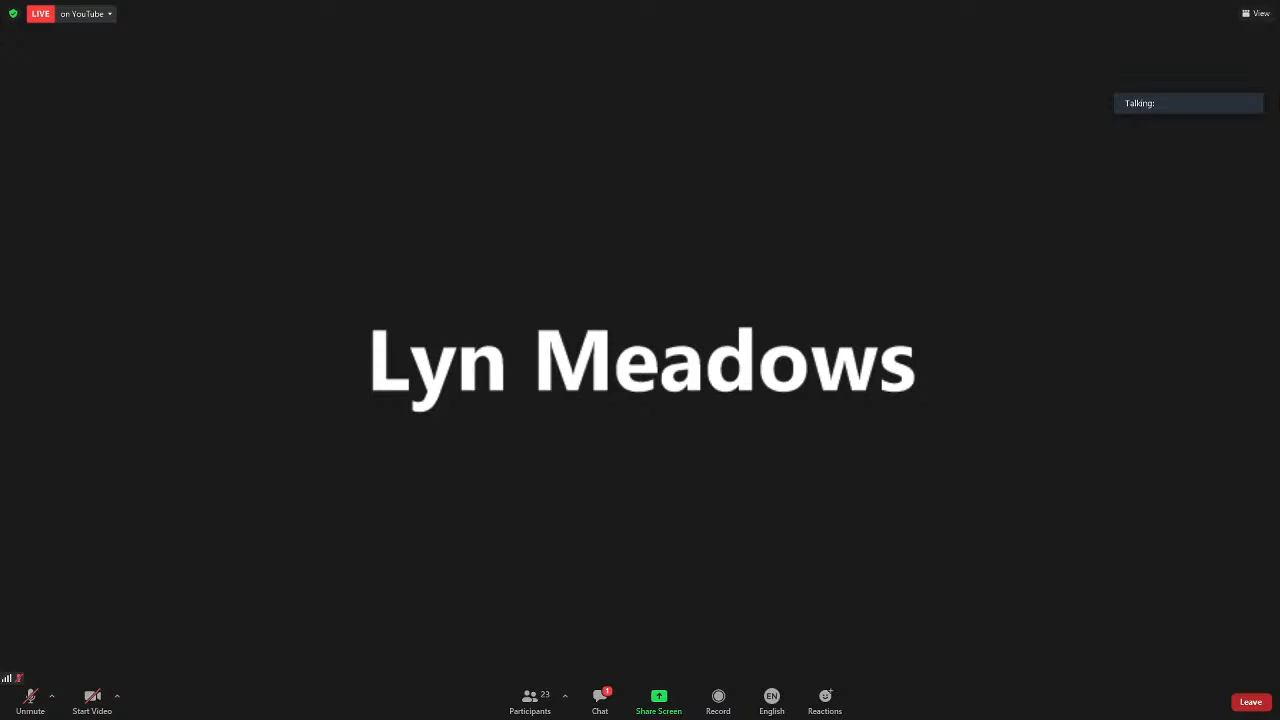 LIVE on YouTube
View
Talking:
Lyn Meadows
23
1
EN
Unmute
Start Video
Participants
Chat
Share Screen
Record
English
Reactions
Leave